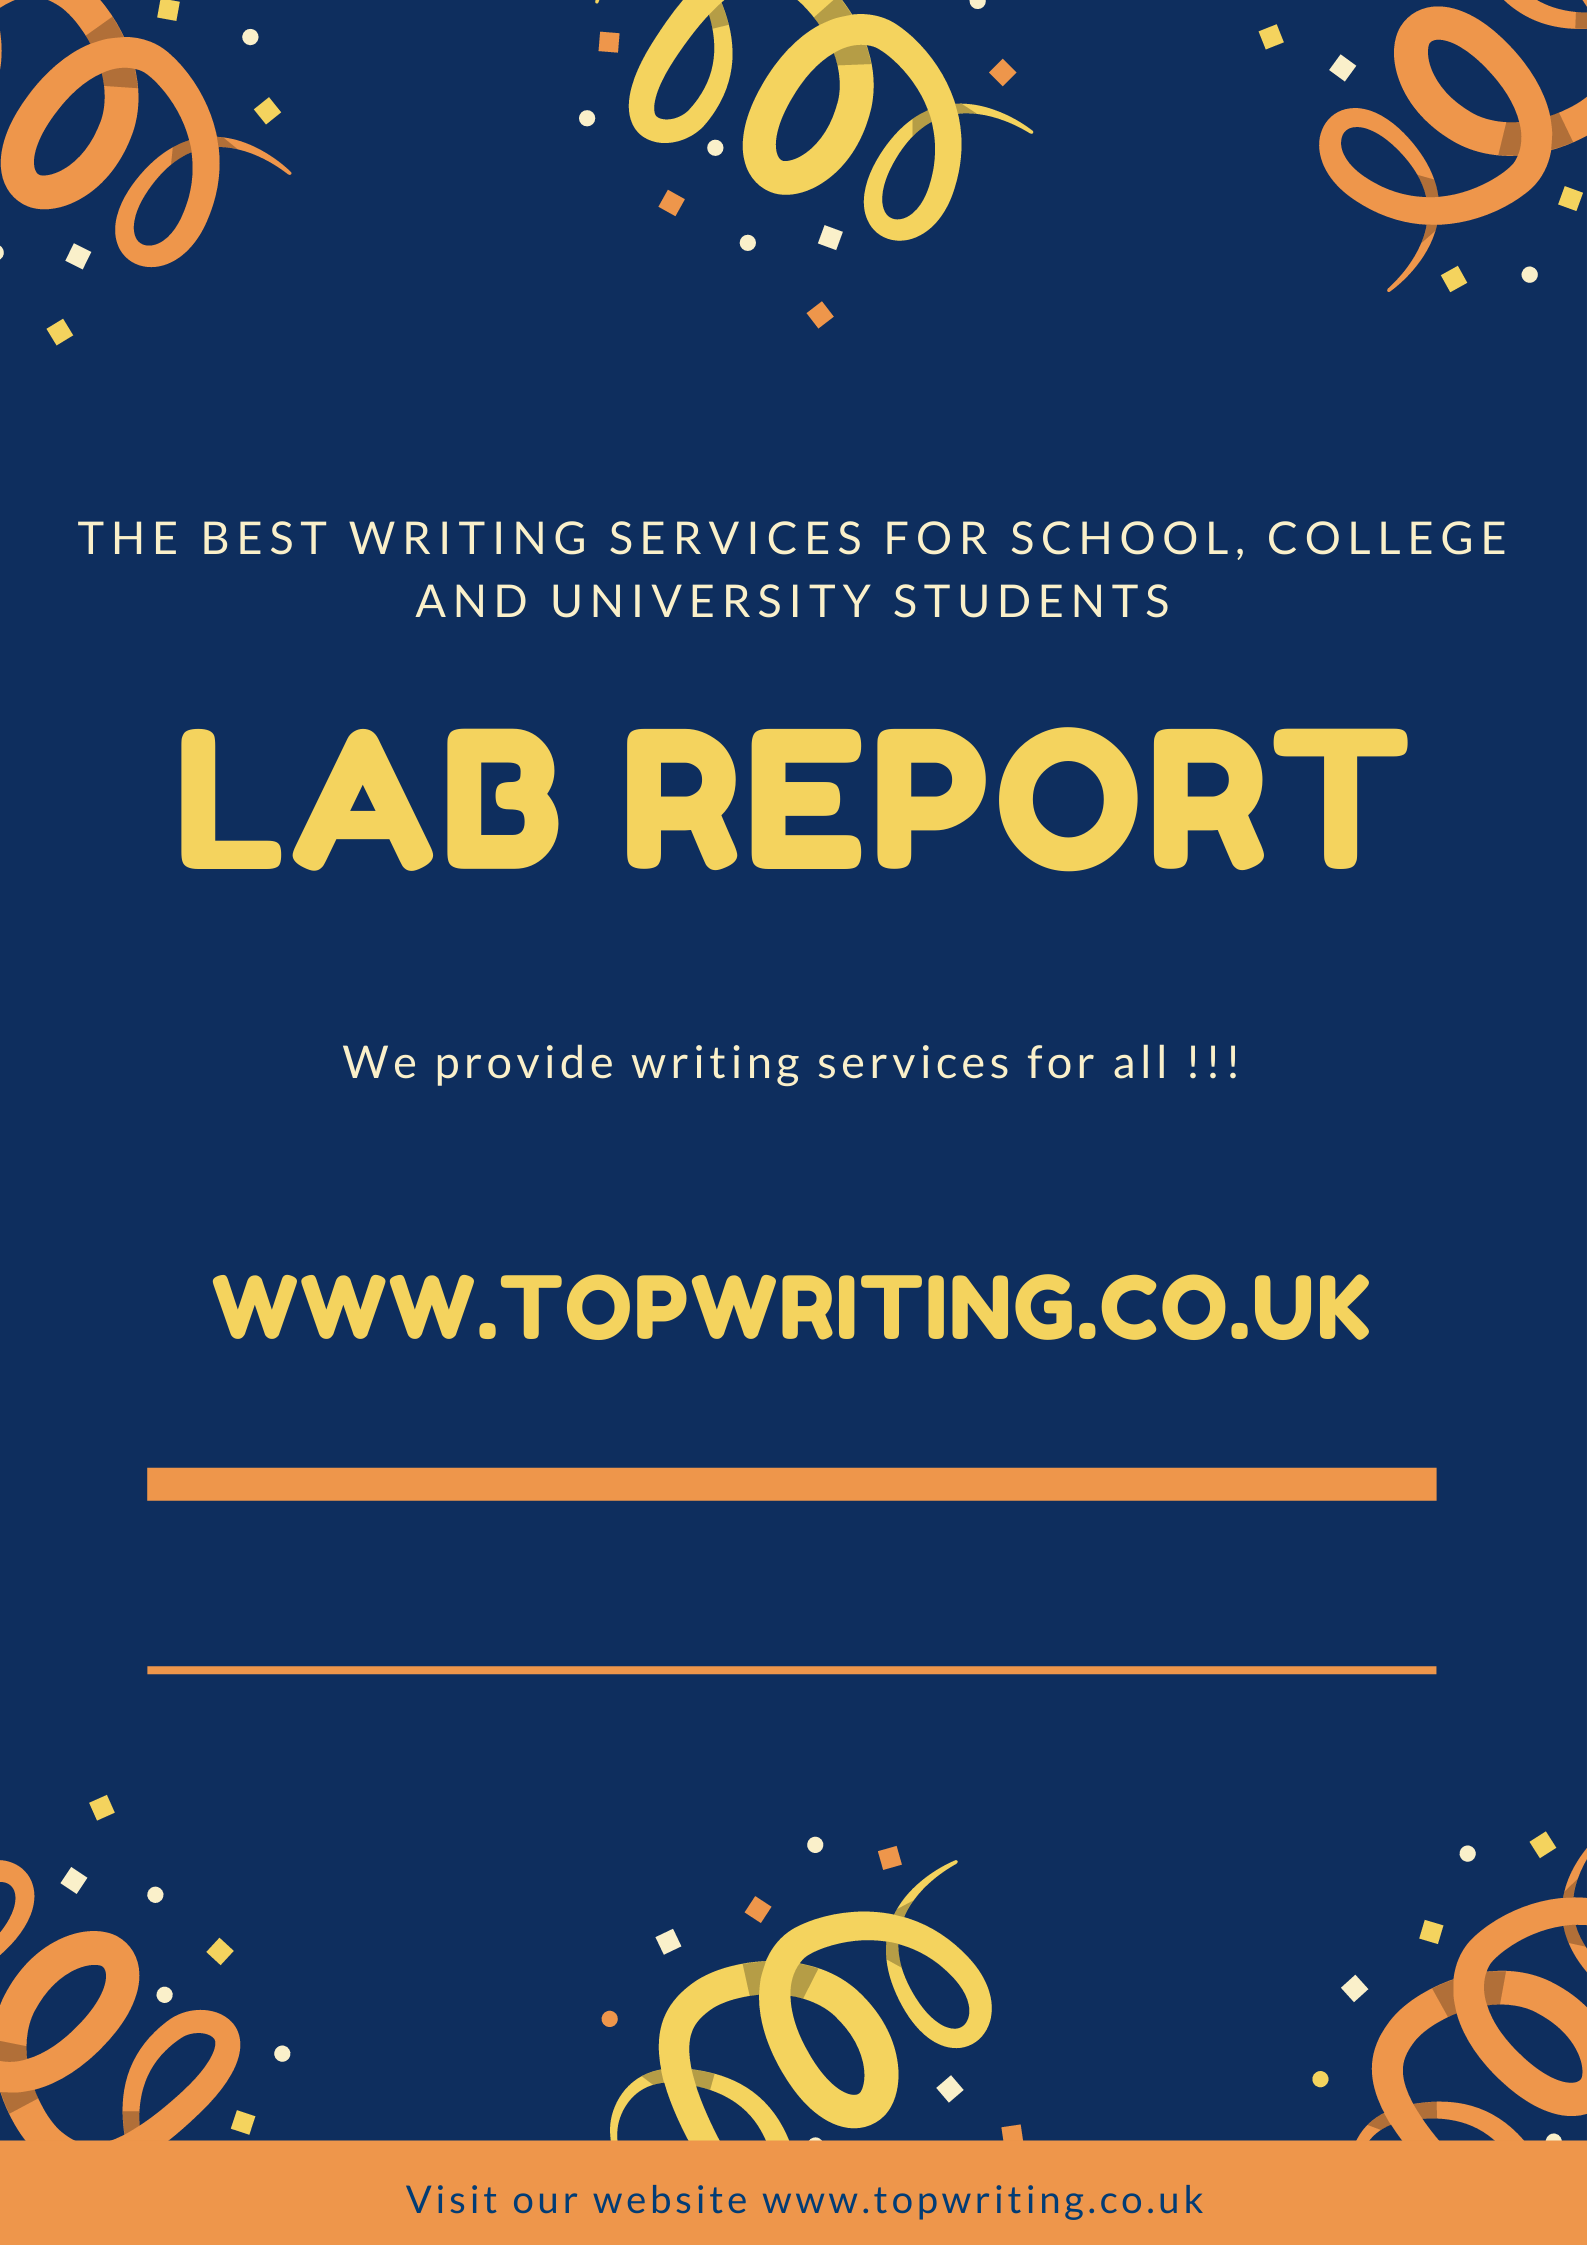 THE BEST WRITING SERVICES FOR SCHOOL, COLLEGE
AND UNIVERSITY STUDENTS
LAB REPORT
We provide writing services for all !!!
WWW.TOPWRITING.CO.UK
Visit our website www.topwriting.co.uk